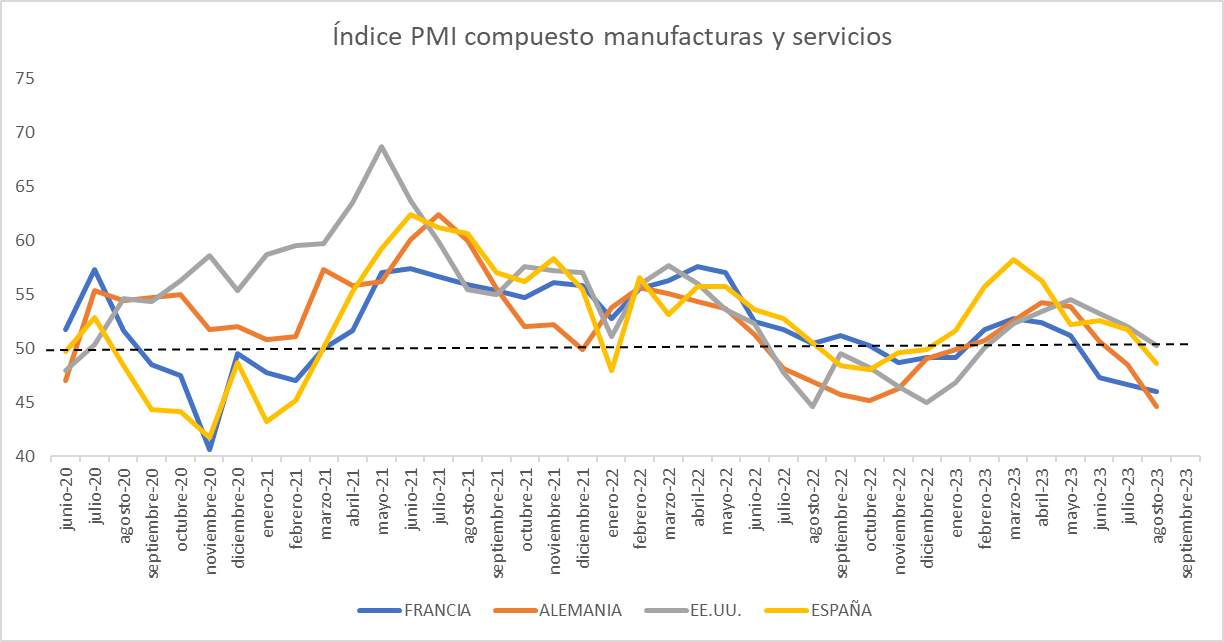 Índice PMI compuesto manufacturas y servicios
75
70
65
60
55
50
45
40
junio-20
julio-20
agosto-20
septiembre-20
octubre-20
noviembre-20
diciembre-20
enero-21
febrero-21
marzo-21
abril-21
mayo-21
junio-21
julio-21
agosto-21
septiembre-21
octubre-21
noviembre-21
diciembre-21
enero-22
febrero-22
marzo-22
abril-22
mayo-22
junio-22
julio-22
agosto-22
septiembre-22
octubre-22
noviembre-22
diciembre-22
enero-23
febrero-23
marzo-23
abril-23
mayo-23
junio-23
julio-23
agosto-23
septiembre-23
FRANCIA ALEMANIA EE.UU. ESPAÑA